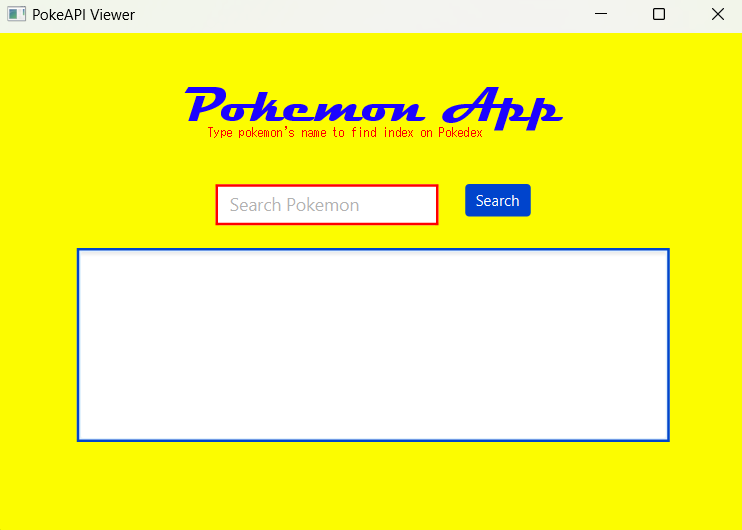 PokeAPI Viewer
Pokemon App
Type pokemon's name to find index on Pokedex
Search Pokemon
Search